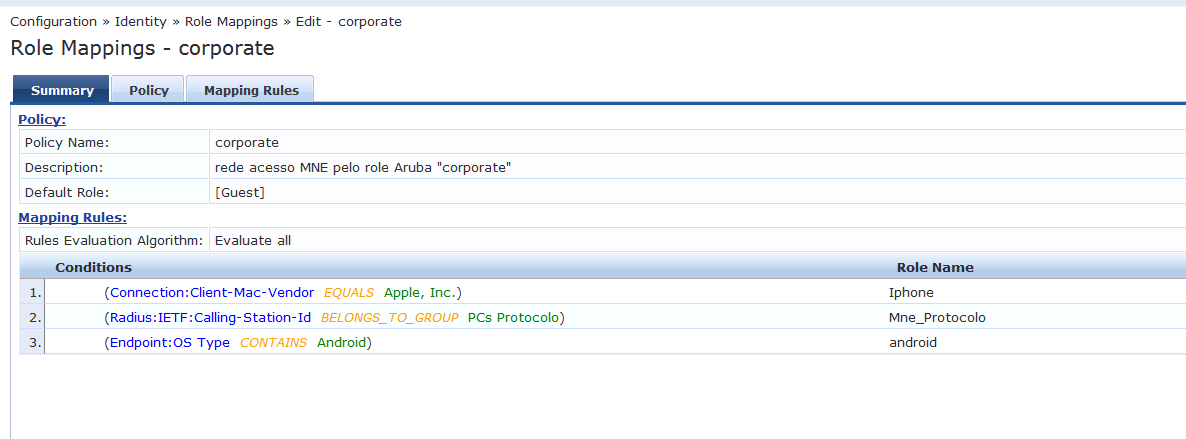 Configuration » Identity » Role Mappings » Edit - corporate
Role Mappings - corporate
Summary Policy Mapping Rules
Policy:
Policy Name: corporate
Description: rede acesso MNE pelo role Aruba "corporate"
Default Role: [Guest]
Mapping Rules:
Rules Evaluation Algorithm: Evaluate all
Conditions Role Name
1. (Connection:Client-Mac-Vendor EQUALS Apple, Inc.) Iphone
2. (Radius:IETF:Calling-Station-Id BELONGS_TO_GROUP PCs Protocolo) Mne_Protocolo
3. (Endpoint:OS Type CONTAINS Android) android